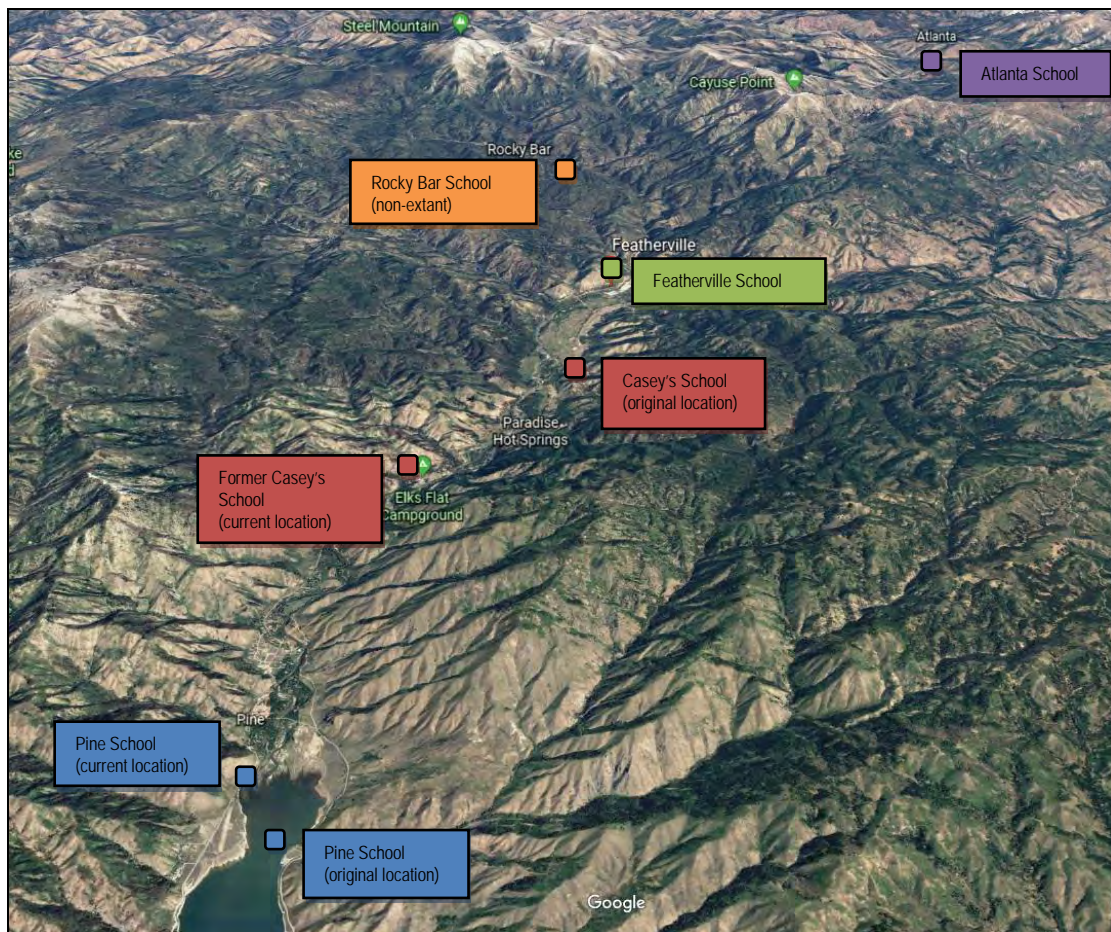 Steel Mountain
Atlanta
Cayuse Point
Atlanta School
Rocky Bar
Rocky Bar School
(non-extant)
Featherville
Featherville School
Casey's School
(original location)
Paradise
Hot Springs
Former Casey's
School
(current location)
Elks Flat
Campground
Pine
Pine School
(current location)
Pine School
(original location)
Google